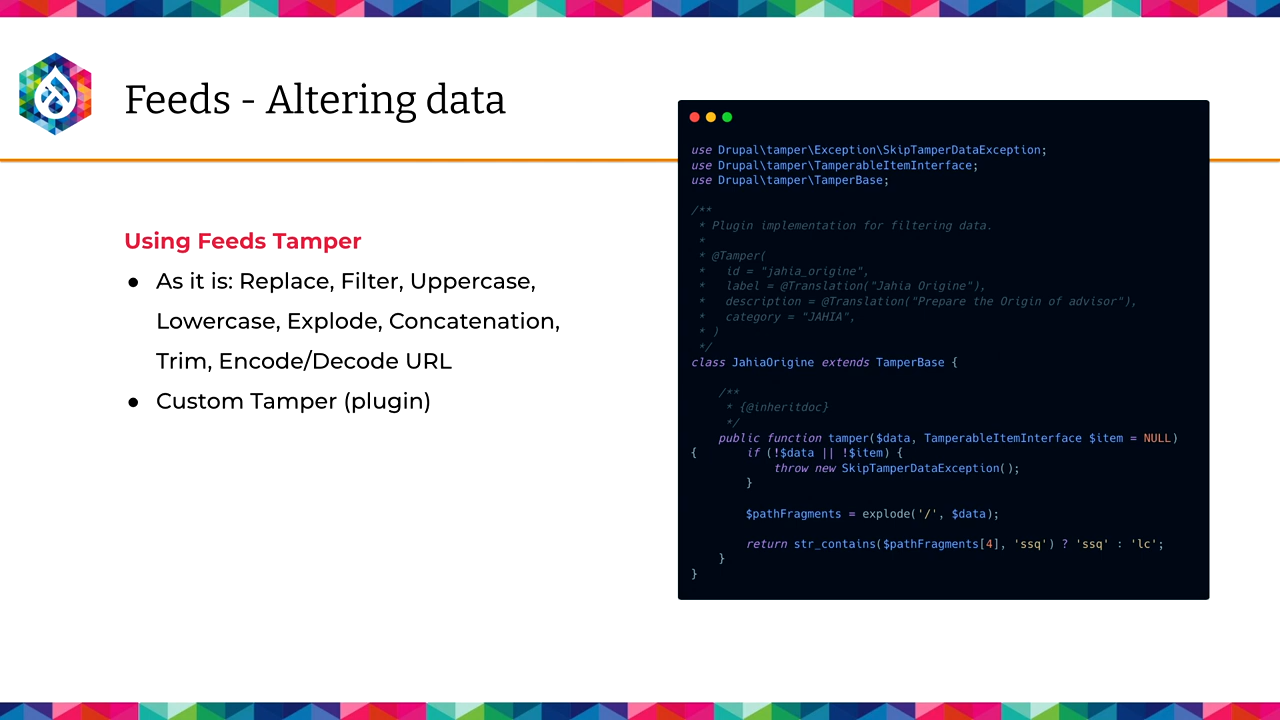 Feeds - Altering data
Using Feeds Tamper
● As it is: Replace, Filter, Uppercase,
Lowercase, Explode, Concatenation,
Trim, Encode/Decode URL
● Custom Tamper (plugin)
use Drupal\tamper\Exception\SkipTamperDataException;
use Drupal\tamper\TamperableItemInterface;
use Drupal\tamper\TamperBase;
/**
 * Plugin implementation for filtering data.
 *
 * @Tamper(
 *   id = "jahia_origine",
 *   label = @Translation("Jahia Origine"),
 *   description = @Translation("Prepare the Origin of advisor"),
 *   category = "JAHIA",
 * )
 */
class JahiaOrigine extends TamperBase {
    /**
     * {@inheritdoc}
     */
    public function tamper($data, TamperableItemInterface $item = NULL)
{       if (!$data || !$item) {
            throw new SkipTamperDataException();
        }
        $pathFragments = explode('/', $data);
        return str_contains($pathFragments[4], 'ssq') ? 'ssq' : 'lc';
    }
}